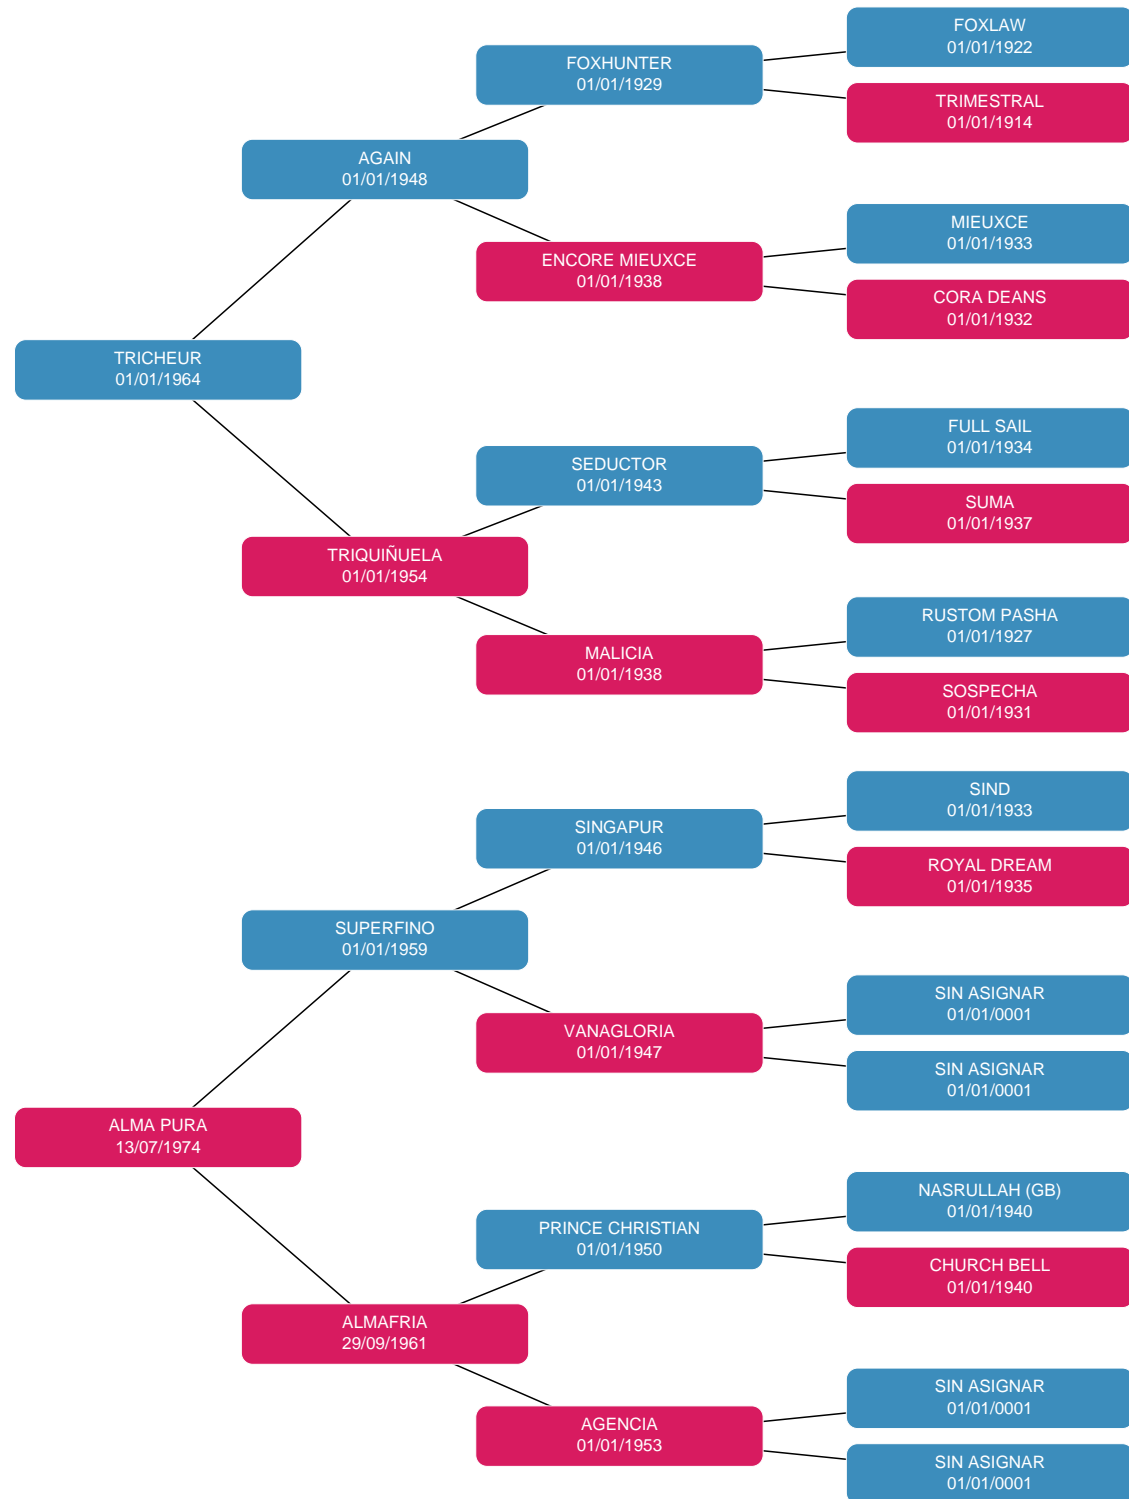 FOXLAW
01/01/1922
FOXHUNTER
01/01/1929
TRIMESTRAL
01/01/1914
AGAIN
01/01/1948
MIEUXCE
01/01/1933
ENCORE MIEUXCE
01/01/1938
CORA DEANS
01/01/1932
TRICHEUR
01/01/1964
FULL SAIL
01/01/1934
SEDUCTOR
01/01/1943
SUMA
01/01/1937
TRIQUIÑUELA
01/01/1954
RUSTOM PASHA
01/01/1927
MALICIA
01/01/1938
SOSPECHA
01/01/1931
SIND
01/01/1933
SINGAPUR
01/01/1946
ROYAL DREAM
01/01/1935
SUPERFINO
01/01/1959
SIN ASIGNAR
01/01/0001
VANAGLORIA
01/01/1947
SIN ASIGNAR
01/01/0001
ALMA PURA
13/07/1974
NASRULLAH (GB)
01/01/1940
PRINCE CHRISTIAN
01/01/1950
CHURCH BELL
01/01/1940
ALMAFRIA
29/09/1961
SIN ASIGNAR
01/01/0001
AGENCIA
01/01/1953
SIN ASIGNAR
01/01/0001